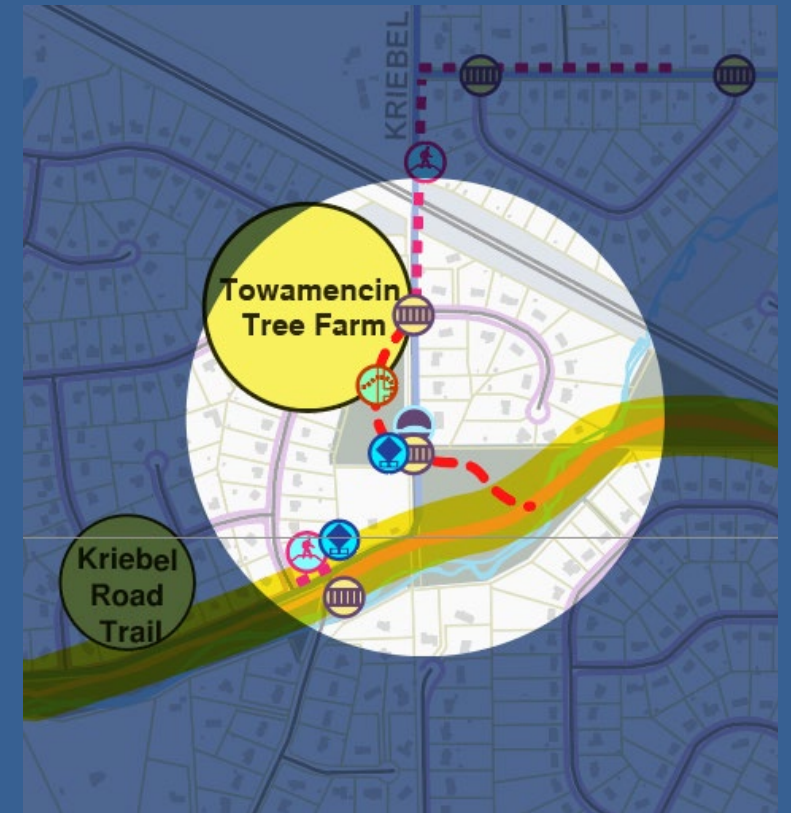 KRIEBEL
Towamencin
Tree Farm
Kriebel
Road
Trail